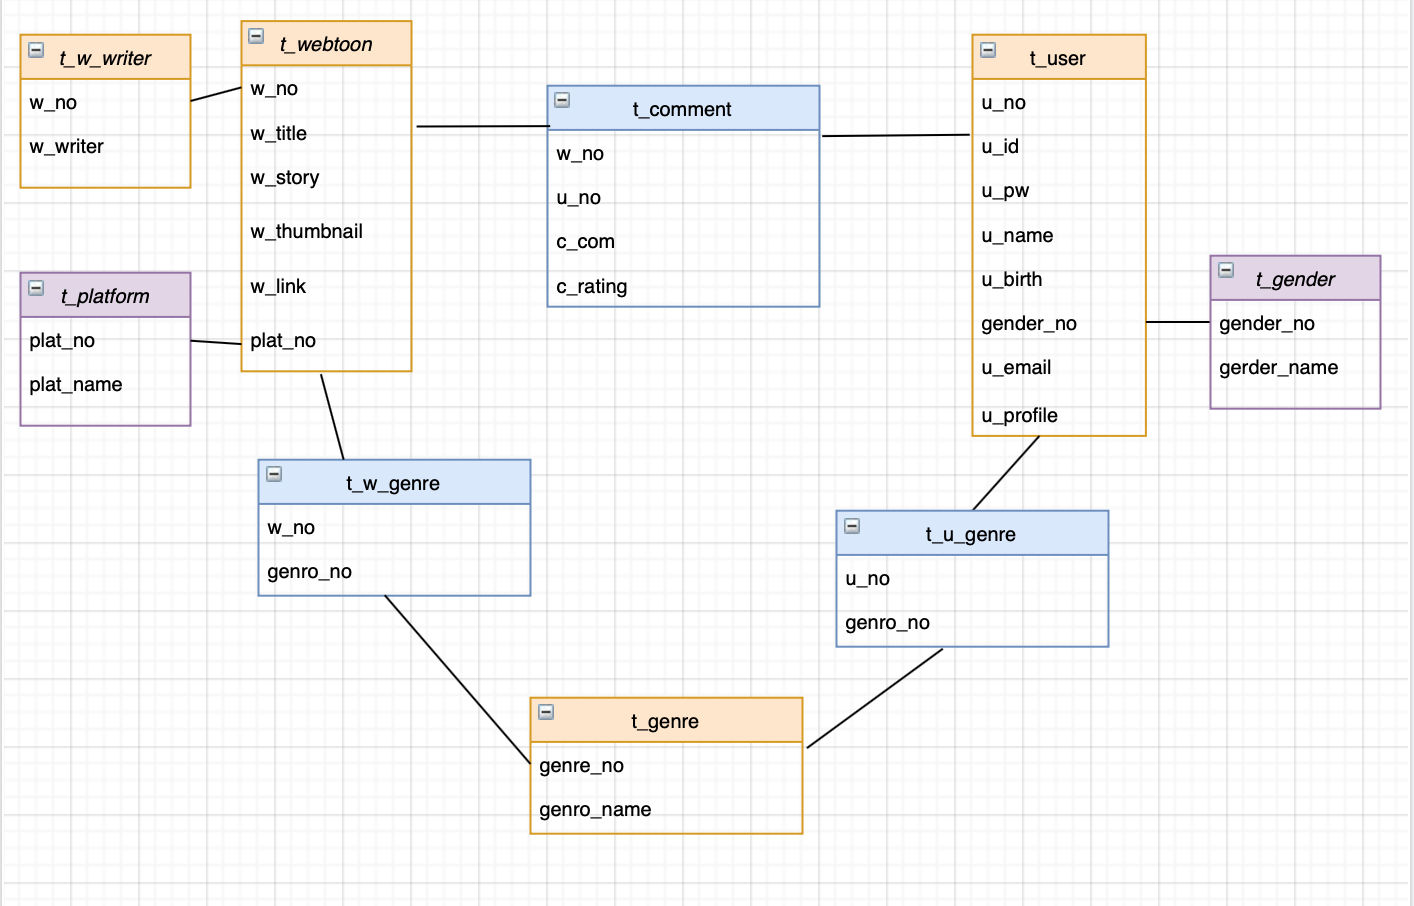 t_w_writer
w_no
w_writer
t_webtoon
w_no
w_title
w_story
w_thumbnail
w_link
plat_no
t_comment
w_no
u_no
c_com
c_rating
t_user
u_no
u_id
u_pw
u_name
u_birth
gender_no
u_email
u_profile
t_gender
gender_no
gerder_name
t_platform
plat_no
plat_name
t_w_genre
w_no
genro_no
t_u_genre
u_no
genro_no
t_genre
genre_no
genro_name